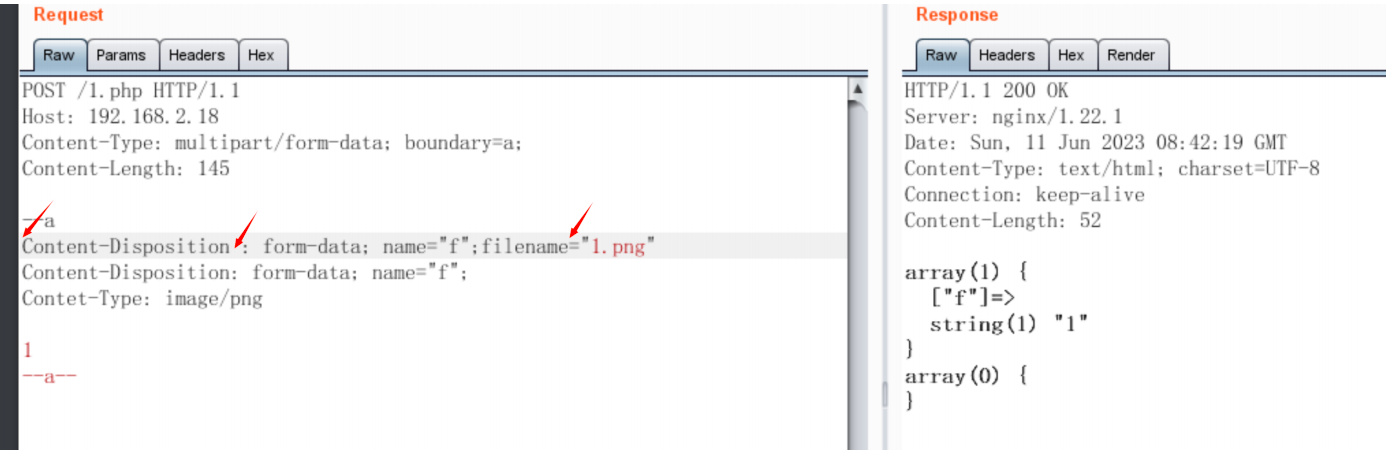 Request
Response
Raw Params Headers Hex
Raw Headers Hex Render
POST /1.php HTTP/1.1
Host: 192.168.2.18
Content-Type: multipart/form-data; boundary=a;
Content-Length: 145
--a
Content-Disposition : form-data; name="f";filename="1.png"
Content-Disposition: form-data; name="f";
Contet-Type: image/png
1
--a--
HTTP/1.1 200 OK
Server: nginx/1.22.1
Date: Sun, 11 Jun 2023 08:42:19 GMT
Content-Type: text/html; charset=UTF-8
Connection: keep-alive
Content-Length: 52
array(1) {
["f"]=>
string(1) "1"
}
array(0) {
}